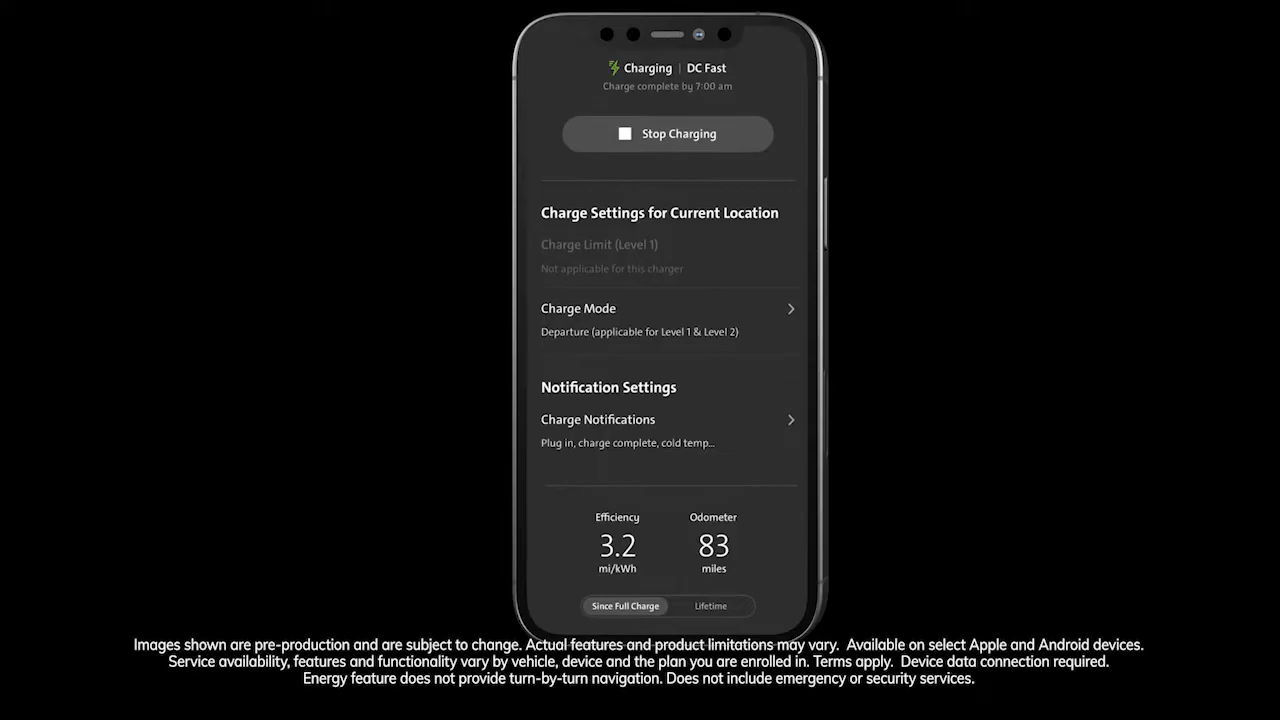 Charging | DC Fast
Charge complete by 7:00 am
Stop Charging
Charge Settings for Current Location
Charge Limit (Level 1)
Not applicable for this charger
Charge Mode
Departure (applicable for Level 1 & Level 2)
Notification Settings
Charge Notifications
Plug in, charge complete, cold temp...
Efficiency Odometer
3.2 83
mi/kWh miles
Since Full Charge Lifetime
Images shown are pre-production and are subject to change. Actual features and product limitations may vary. Available on select Apple and Android devices.
Service availability, features and functionality vary by vehicle, device and the plan you are enrolled in. Terms apply. Device data connection required.
Energy feature does not provide turn-by-turn navigation. Does not include emergency or security services.